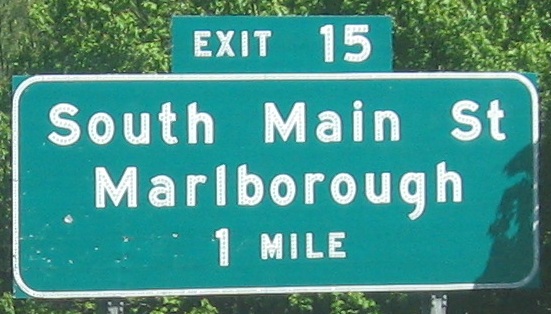 EXIT 15
South Main St
Marlborough
1 MILE